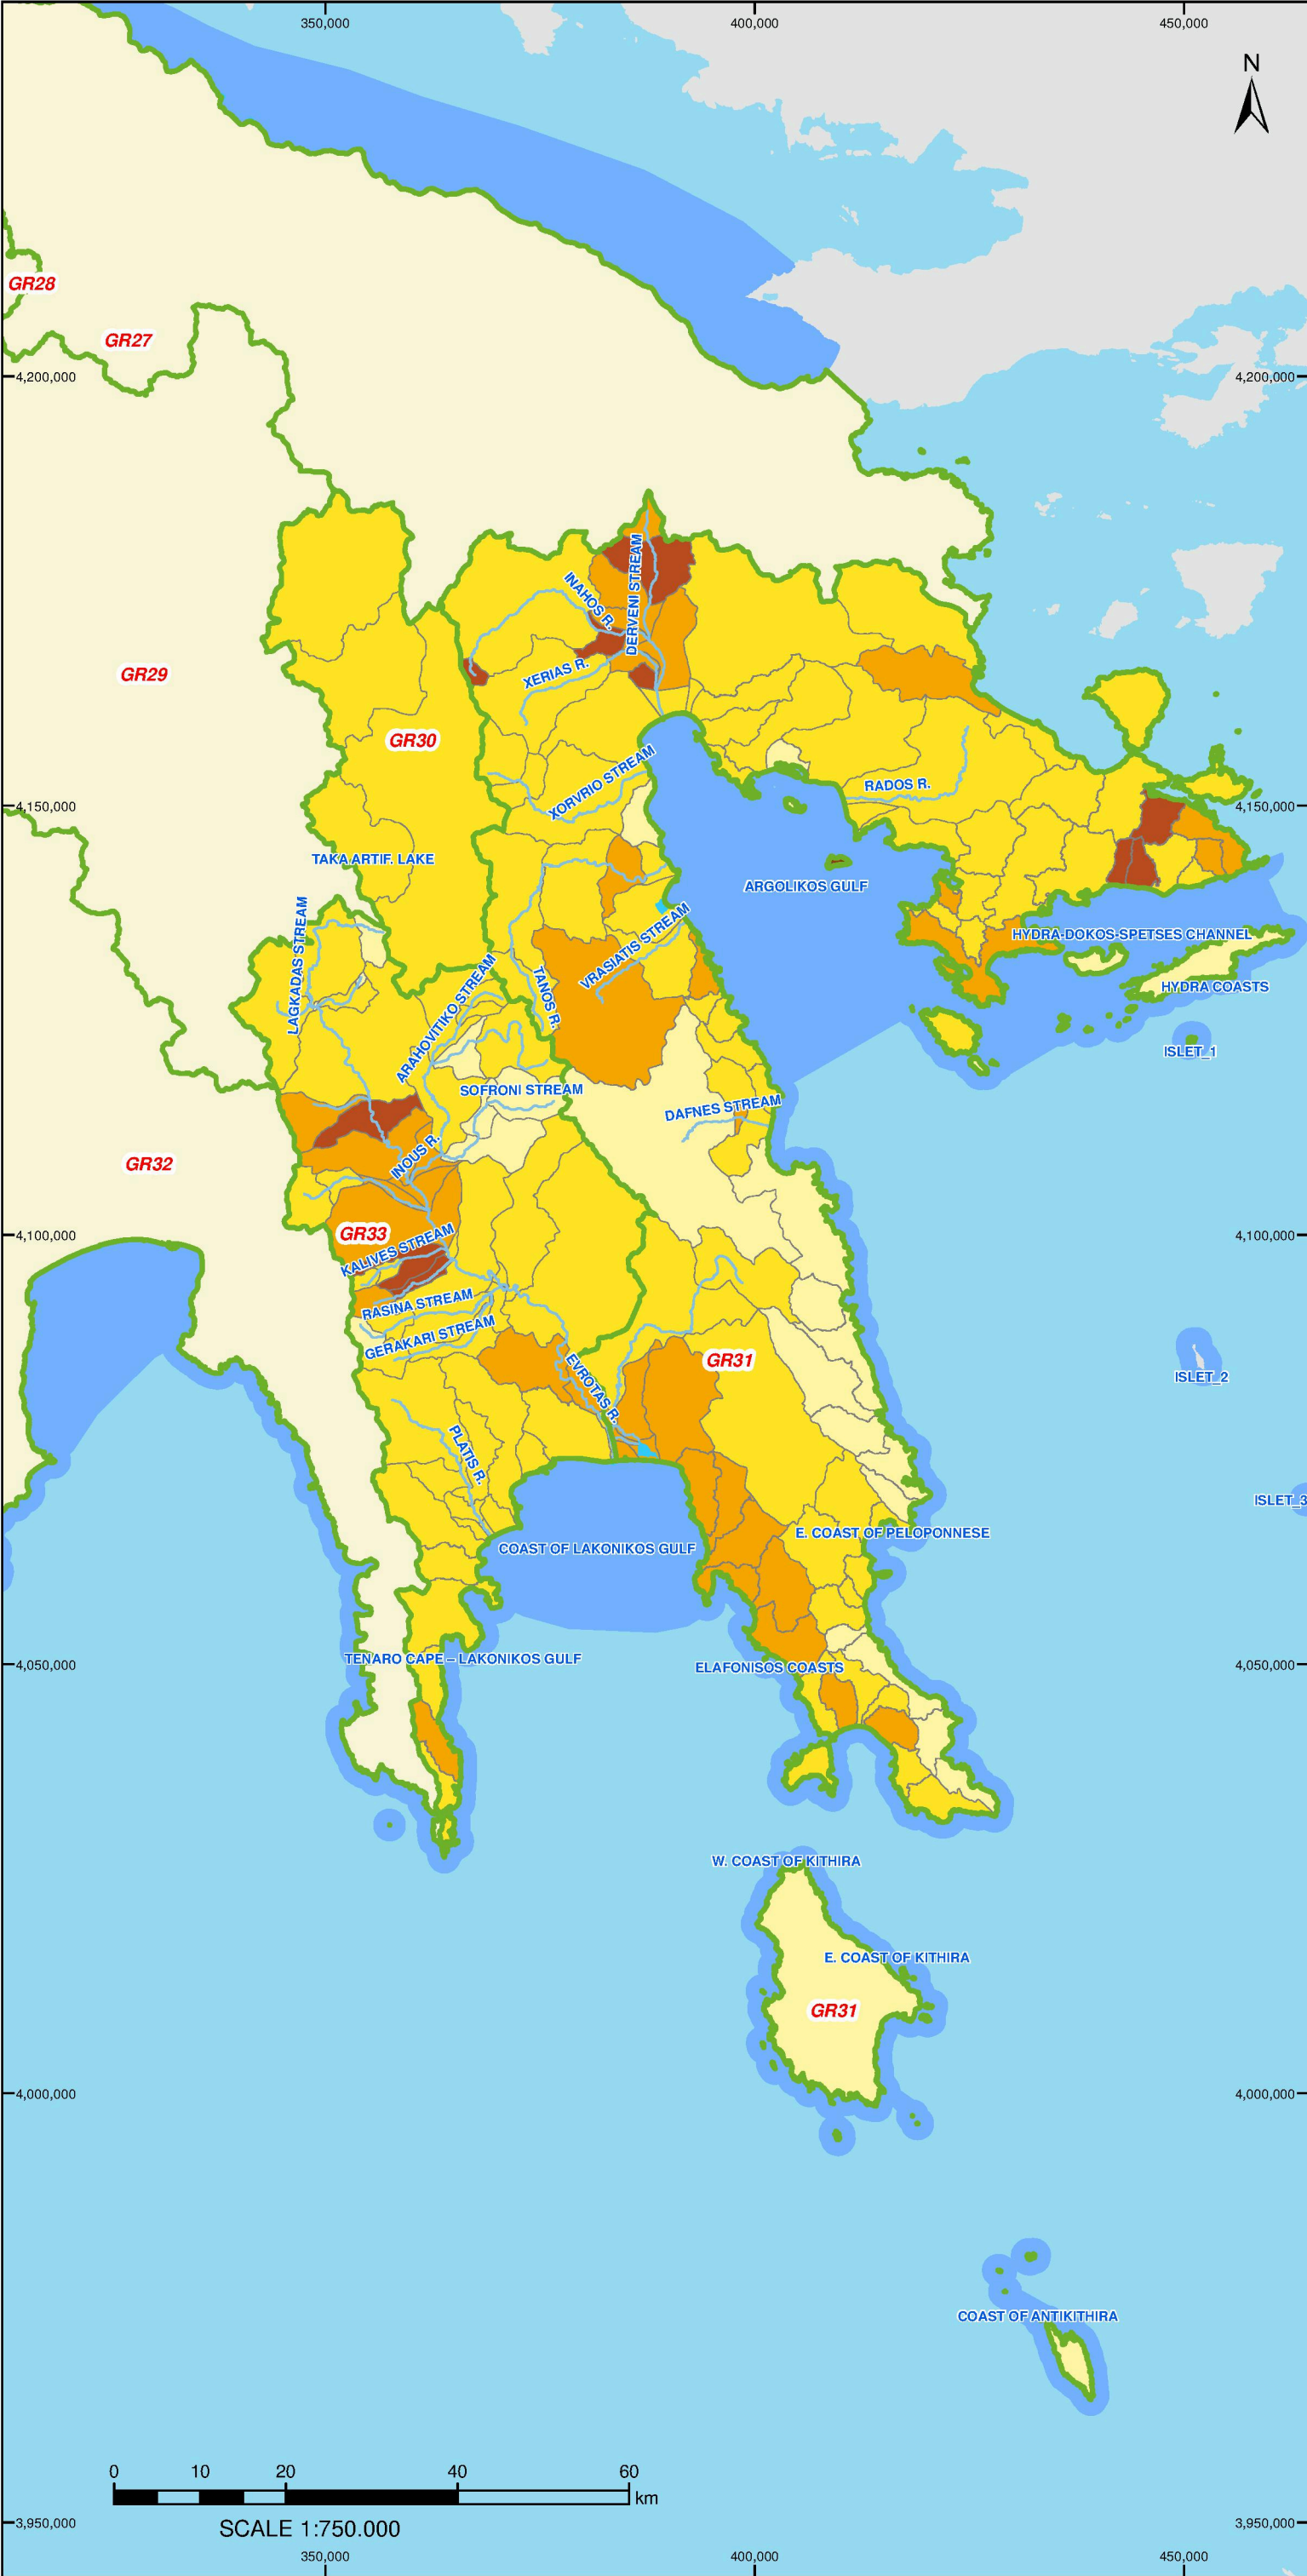 350,000
400,000
450,000
N
GR28
GR27
4,200,000
4,200,000
DERVENI STREAM
INAHOS R.
XERIAS R.
GR29
GR30
XORVRIO STREAM
RADOS R.
4,150,000
4,150,000
TAKA ARTIF. LAKE
ARGOLIKOS GULF
LAGKADAS STREAM
VRASIATIS STREAM
HYDRA-DOKOS-SPETSES CHANNEL
TANOS R.
ARAHOVITIKO STREAM
HYDRA COASTS
ISLET_1
SOFRONI STREAM
DAFNES STREAM
INOUS R.
GR32
GR33
4,100,000
4,100,000
KALIVES STREAM
RASINA STREAM
GERAKARI STREAM
GR31
EVROTAS R.
ISLET_2
PLATIS R.
ISLET_3
E. COAST OF PELOPONNESE
COAST OF LAKONIKOS GULF
TENARO CAPE – LAKONIKOS GULF
4,050,000
ELAFONISOS COASTS
4,050,000
W. COAST OF KITHIRA
E. COAST OF KITHIRA
GR31
4,000,000
4,000,000
COAST OF ANTIKITHIRA
0 10 20 40 60
km
SCALE 1:750.000
3,950,000
3,950,000
350,000
400,000
450,000